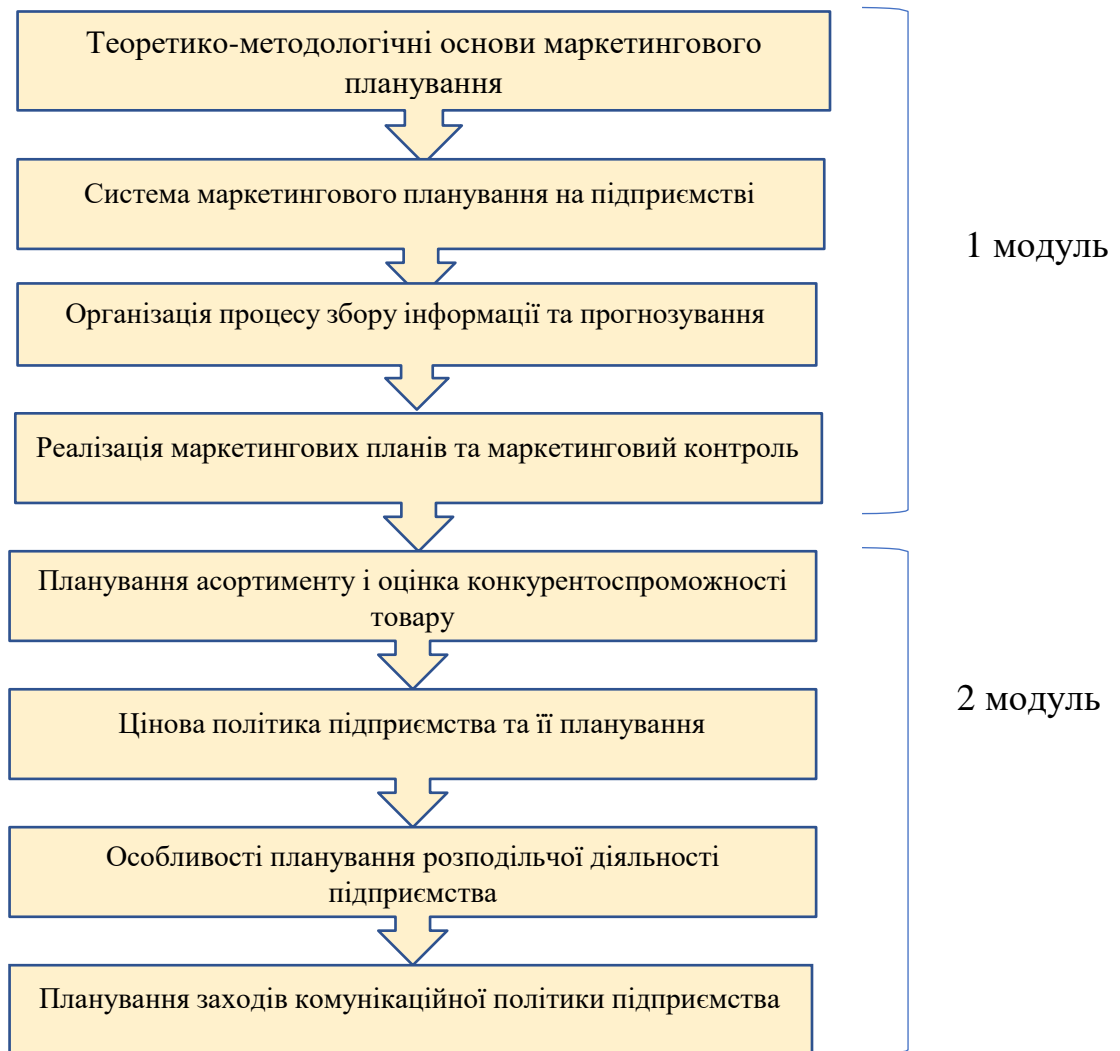 Теоретико-методологічні основи маркетингового
планування
Система маркетингового планування на підприємстві
Організація процесу збору інформації та прогнозування
Реалізація маркетингових планів та маркетинговий контроль
1 модуль
Планування асортименту і оцінка конкурентоспроможності
товару
Цінова політика підприємства та її планування
Особливості планування розподільчої діяльності
підприємства
Планування заходів комунікаційної політики підприємства
2 модуль